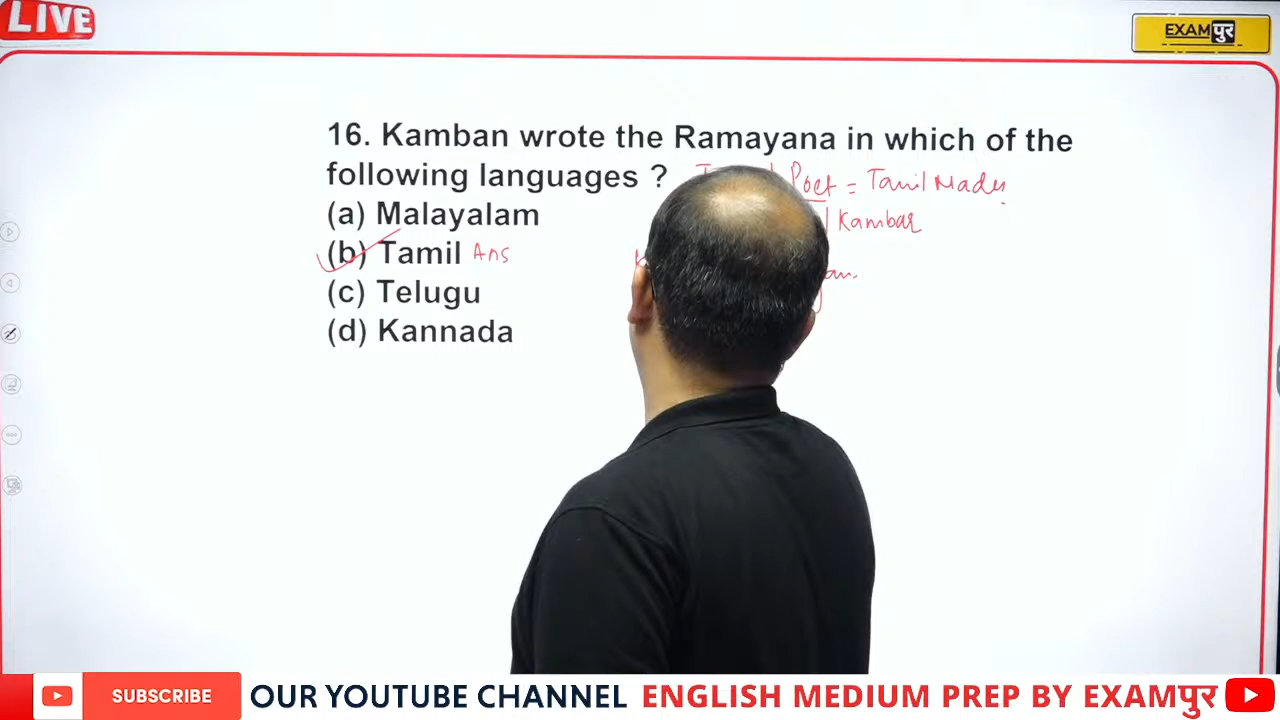 LIVE
EXAMपुर
16. Kamban wrote the Ramayana in which of the
following languages ?
Poet = Tamil Nadu
(a) Malayalam
Kambar
(b) Tamil Ans
(c) Telugu
(d) Kannada
SUBSCRIBE
OUR YOUTUBE CHANNEL ENGLISH MEDIUM PREP BY EXAMपुर